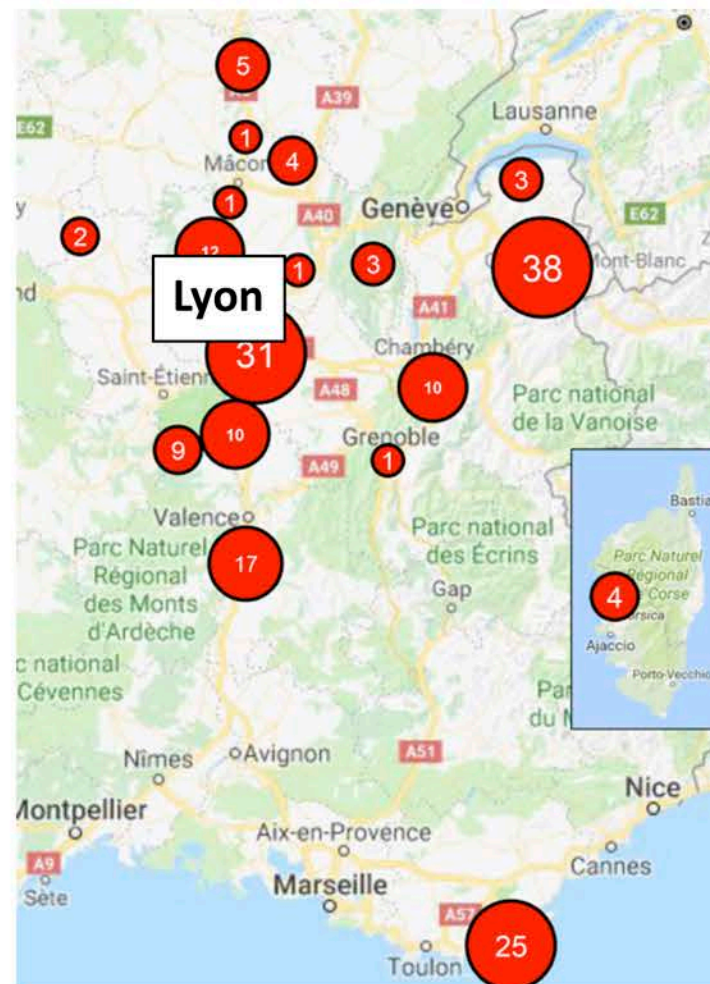 5
A39
Lausanne
E62
1
4
Mâcon
3
1
A40
Genève
E62
2
12
1
3
38
Mont-Blanc
Lyon
A41
31
Chambéry
Saint-Étienn
A48
10
Parc national
de la Vanoise
10
Grenoble
9
A49
1
Valence
Parc national
des Écrins
Bastia
Parc Naturel
Régional
des Monts
d'Ardèche
17
Parc Naturel
Régional
Corse
4
Gap
Ajaccio
Porto-Vecchio
c national
Cévennes
A51
Nîmes
Avignon
Nice
Montpellier
Aix-en-Provence
Cannes
A9
Marseille
Sète
A57
25
Toulon